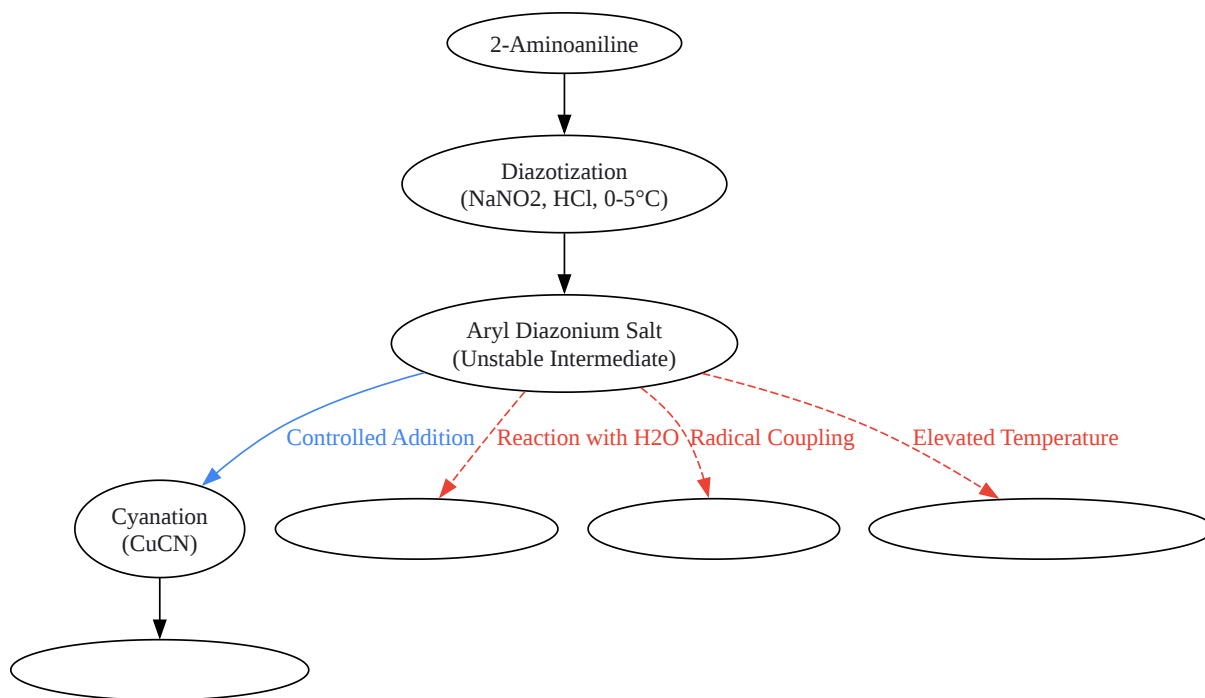 2-Aminoaniline
Diazotization
(NaNO2, HCl, 0-5°C)
Aryl Diazonium Salt
(Unstable Intermediate)
Controlled Addition
Reaction with H2O
Radical Coupling
Elevated Temperature
Cyanation
(CuCN)